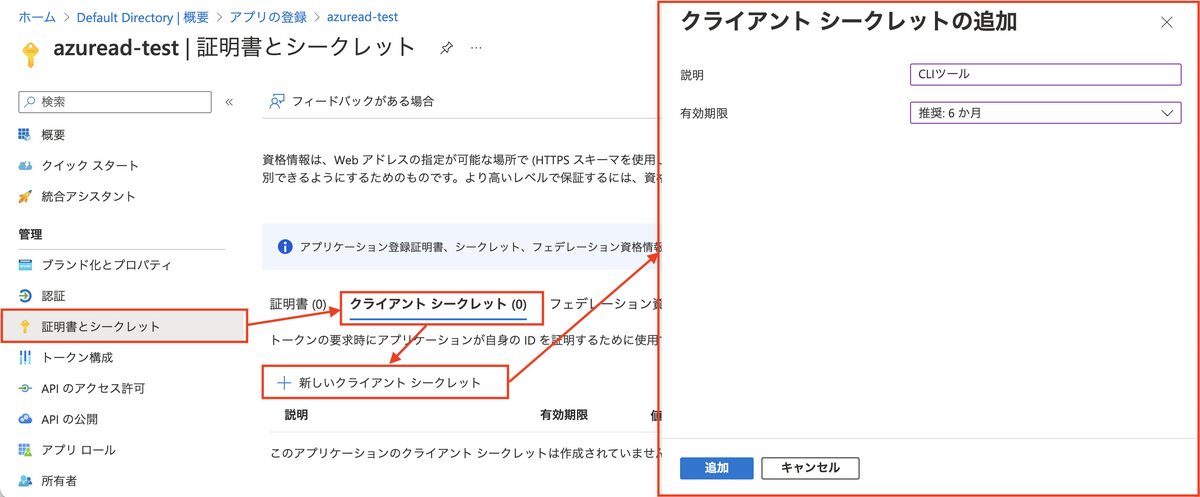 ホーム > Default Directory | 概要 > アプリの登録 > azuread-test
azuread-test | 証明書とシークレット
検索
概要
クイック スタート
統合アシスタント
管理
ブランド化とプロパティ
認証
証明書とシークレット
トークン構成
API のアクセス許可
API の公開
アプリ ロール
所有者
フィードバックがある場合
資格情報は、Web アドレスの指定が可能な場所で (HTTPS スキーマを使用し
別できるようにするためのものです。より高いレベルで保証するには、資格
アプリケーション登録証明書、シークレット、フェデレーション資格情報
証明書 (0) クライアント シークレット (0) フェデレーション資
トークンの要求時にアプリケーションが自身の ID を証明するために使用す
新しいクライアント シークレット
説明 有効期限 値
このアプリケーションのクライアント シークレットは作成されていません
クライアント シークレットの追加
説明 CLIツール
有効期限 推奨: 6 か月
追加 キャンセル